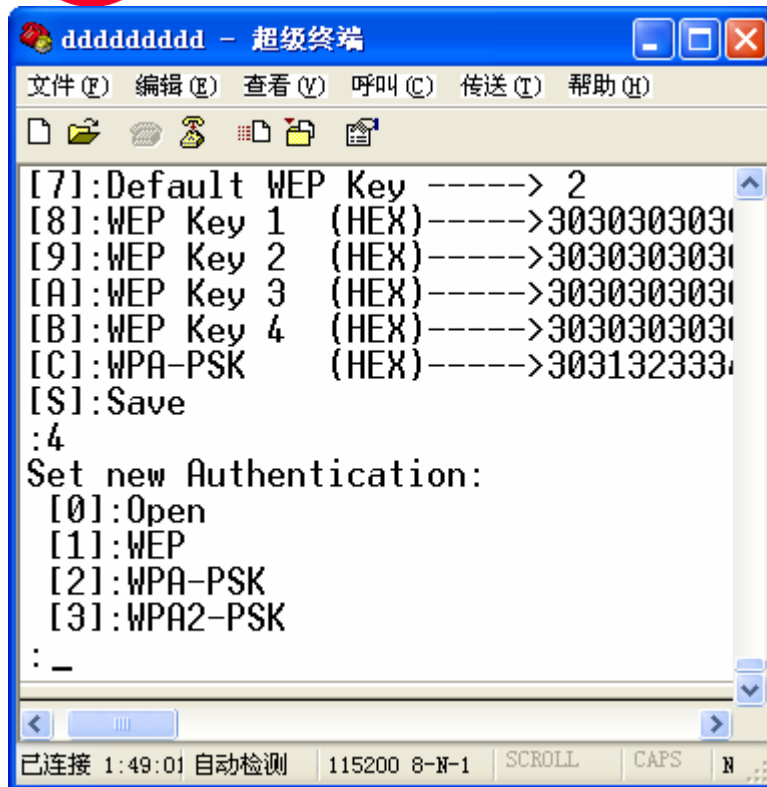 ddddddddd - 超级终端
文件(F) 编辑(E) 查看(V) 呼叫(C) 传送(T) 帮助(H)
[7]:Default WEP Key -----> 2
[8]:WEP Key 1 (HEX)----->303030303
[9]:WEP Key 2 (HEX)----->303030303
[A]:WEP Key 3 (HEX)----->303030303
[B]:WEP Key 4 (HEX)----->303030303
[C]:WPA-PSK (HEX)----->303132333
[S]:Save
:4
Set new Authentication:
[0]:Open
[1]:WEP
[2]:WPA-PSK
[3]:WPA2-PSK
:_
已连接 1:49:01 自动检测 115200 8-N-1 SCROLL CAPS N